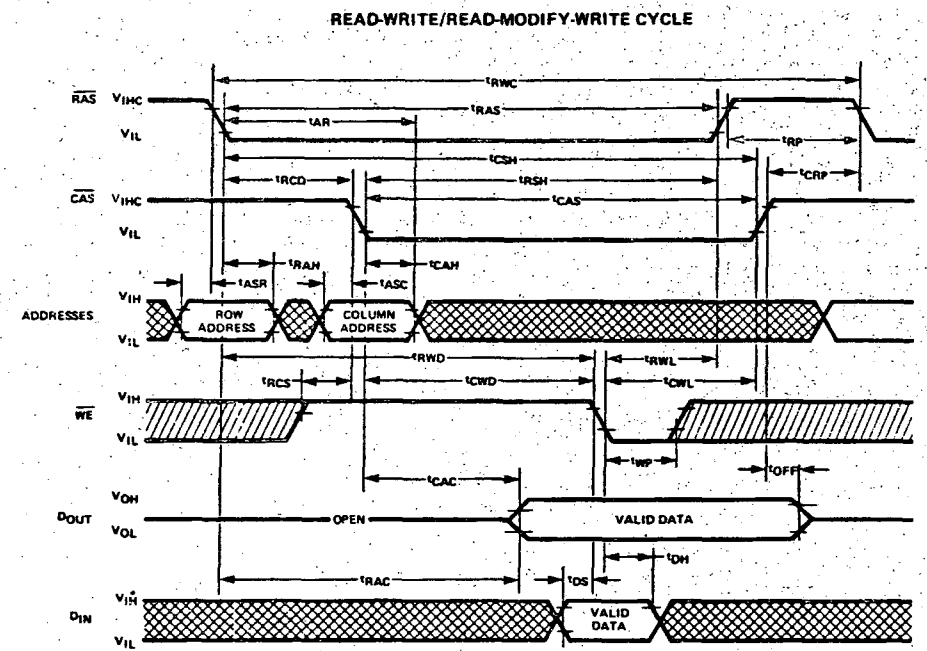 READ-WRITE/READ-MODIFY-WRITE CYCLE
tRWC
RAS VIHC
VIL
tRAS
tAR
tRP
tCSH
tRCD
tRSH
tCRP
CAS VIHC
VIL
tCAS
tRAH
tCAH
tASR
tASC
ADDRESSES VIH
VIL
ROW ADDRESS
COLUMN ADDRESS
tRWD
tRWL
tRCS
tCWD
tCWL
WE VIH
VIL
tWP
tOFF
tCAC
DOUT VOH
VOL
OPEN
VALID DATA
tDH
tRAC
tDS
DIN VIH
VIL
VALID DATA